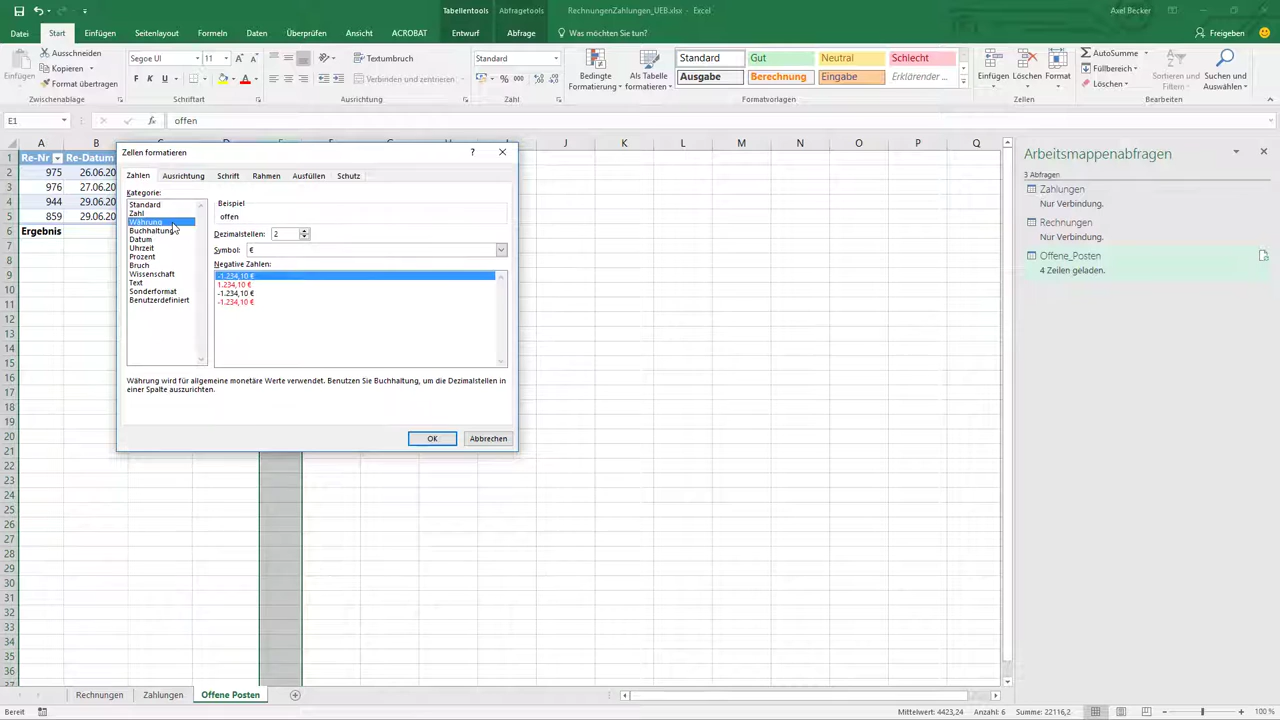 Tabellentools Abfragetools RechnungenZahlungen_UEB.xlsx - Excel Axel Becker
Datei Start Einfügen Seitenlayout Formeln Daten Überprüfen Ansicht ACROBAT Entwurf Abfrage Was möchten Sie tun? Freigeben
Einfügen
Ausschneiden
Kopieren
Format übertragen
Zwischenablage
Segoe UI 11
F K U
Schriftart
Textumbruch
Verbinden und zentrieren
Ausrichtung
Standard
% 000
Zahl
Bedingte
Formatierung
Als Tabelle
formatieren
Standard Gut Neutral Schlecht
Ausgabe Berechnung Eingabe Erklärender ...
Formatvorlagen
Einfügen Löschen Format
Zellen
AutoSumme
Füllbereich
Löschen
Sortieren und
Filtern
Suchen und
Auswählen
Bearbeiten
E1 fx offen
A B J K L M N O P Q
1 Re-Nr Re-Datum
2 975 26.06.20
3 976 27.06.20
4 944 29.06.20
5 859 29.06.20
6 Ergebnis
7
8
9
10
11
12
13
14
15
16
17
18
19
20
21
22
23
24
25
26
27
28
29
30
31
32
33
34
35
36
37
Zellen formatieren ?
Zahlen Ausrichtung Schrift Rahmen Ausfüllen Schutz
Kategorie:
Standard
Zahl
Währung
Buchhaltung
Datum
Uhrzeit
Prozent
Bruch
Wissenschaft
Text
Sonderformat
Benutzerdefiniert
Beispiel
offen
Dezimalstellen: 2
Symbol: €
Negative Zahlen:
-1.234,10 €
1.234,10 €
-1.234,10 €
-1.234,10 €
Währung wird für allgemeine monetäre Werte verwendet. Benutzen Sie Buchhaltung, um die Dezimalstellen in
einer Spalte auszurichten.
OK Abbrechen
Arbeitsmappenabfragen
3 Abfragen
Zahlungen
Nur Verbindung.
Rechnungen
Nur Verbindung.
Offene_Posten
4 Zeilen geladen.
Rechnungen Zahlungen Offene Posten
Bereit Mittelwert: 4423,24 Anzahl: 6 Summe: 22116,2 100 %